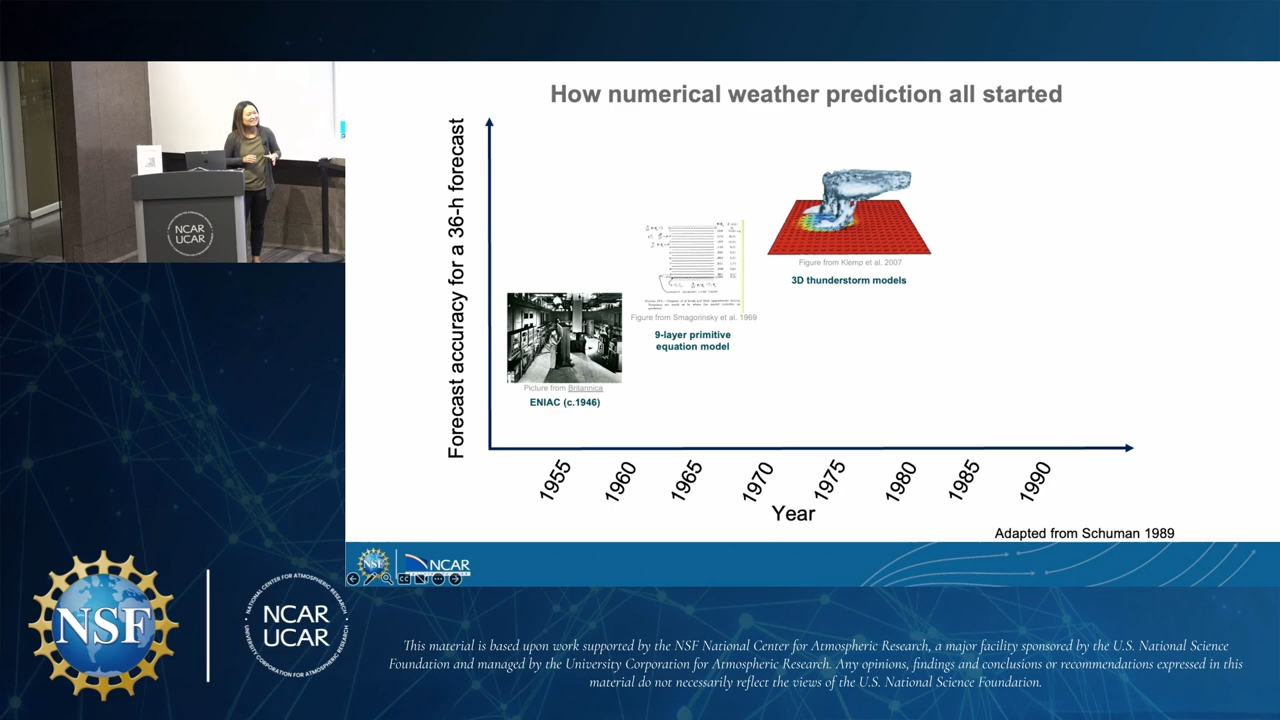 How numerical weather prediction all started
Forecast accuracy for a 36-h forecast
Figure from Klemp et al. 2007
3D thunderstorm models
Figure from Smagorinsky et al. 1969
9-layer primitive
equation model
Picture from Britannica
ENIAC (c.1946)
1955
1960
1965
1970
1975
1980
1985
1990
Year
Adapted from Schuman 1989
NCAR
UCAR
NSF
NCAR
CC
NSF
NATIONAL CENTER FOR ATMOSPHERIC RESEARCH
NCAR
UCAR
UNIVERSITY CORPORATION FOR ATMOSPHERIC RESEARCH
This material is based upon work supported by the NSF National Center for Atmospheric Research, a major facility sponsored by the U.S. National Science
Foundation and managed by the University Corporation for Atmospheric Research. Any opinions, findings and conclusions or recommendations expressed in this
material do not necessarily reflect the views of the U.S. National Science Foundation.